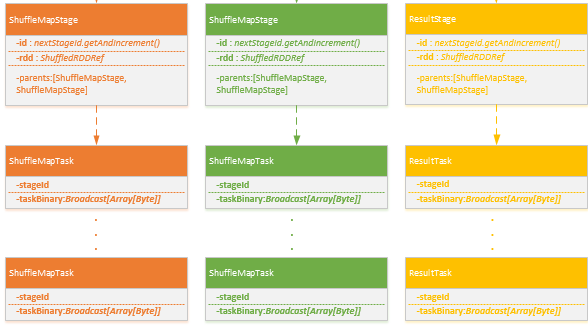 ShuffleMapStage
-id : nextStageId.getAndIncrement()
-rdd : ShuffledRDDRef
-parents:[ShuffleMapStage,
ShuffleMapStage]
ShuffleMapStage
-id : nextStageId.getAndIncrement()
-rdd : ShuffledRDDRef
-parents:[ShuffleMapStage,
ShuffleMapStage]
ResultStage
-id : nextStageId.getAndIncrement()
-rdd : ShuffledRDDRef
-parents:[ShuffleMapStage,
ShuffleMapStage]
ShuffleMapTask
-stageId
-taskBinary:Broadcast[Array[Byte]]
ShuffleMapTask
-stageId
-taskBinary:Broadcast[Array[Byte]]
ResultTask
-stageId
-taskBinary:Broadcast[Array[Byte]]
ShuffleMapTask
-stageId
-taskBinary:Broadcast[Array[Byte]]
ShuffleMapTask
-stageId
-taskBinary:Broadcast[Array[Byte]]
ResultTask
-stageId
-taskBinary:Broadcast[Array[Byte]]